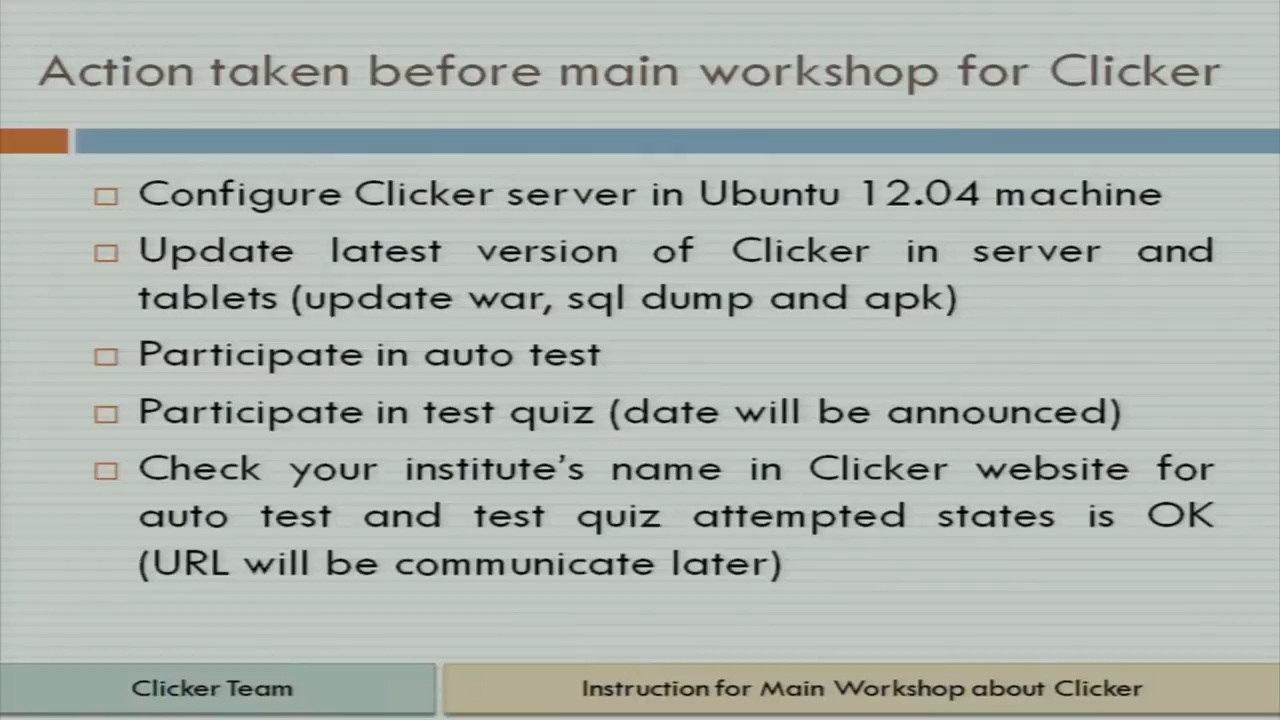 Action taken before main workshop for Clicker
Configure Clicker server in Ubuntu 12.04 machine
Update latest version of Clicker in server and
tablets (update war, sql dump and apk)
Participate in auto test
Participate in test quiz (date will be announced)
Check your institute's name in Clicker website for
auto test and test quiz attempted states is OK
(URL will be communicate later)
Clicker Team
Instruction for Main Workshop about Clicker